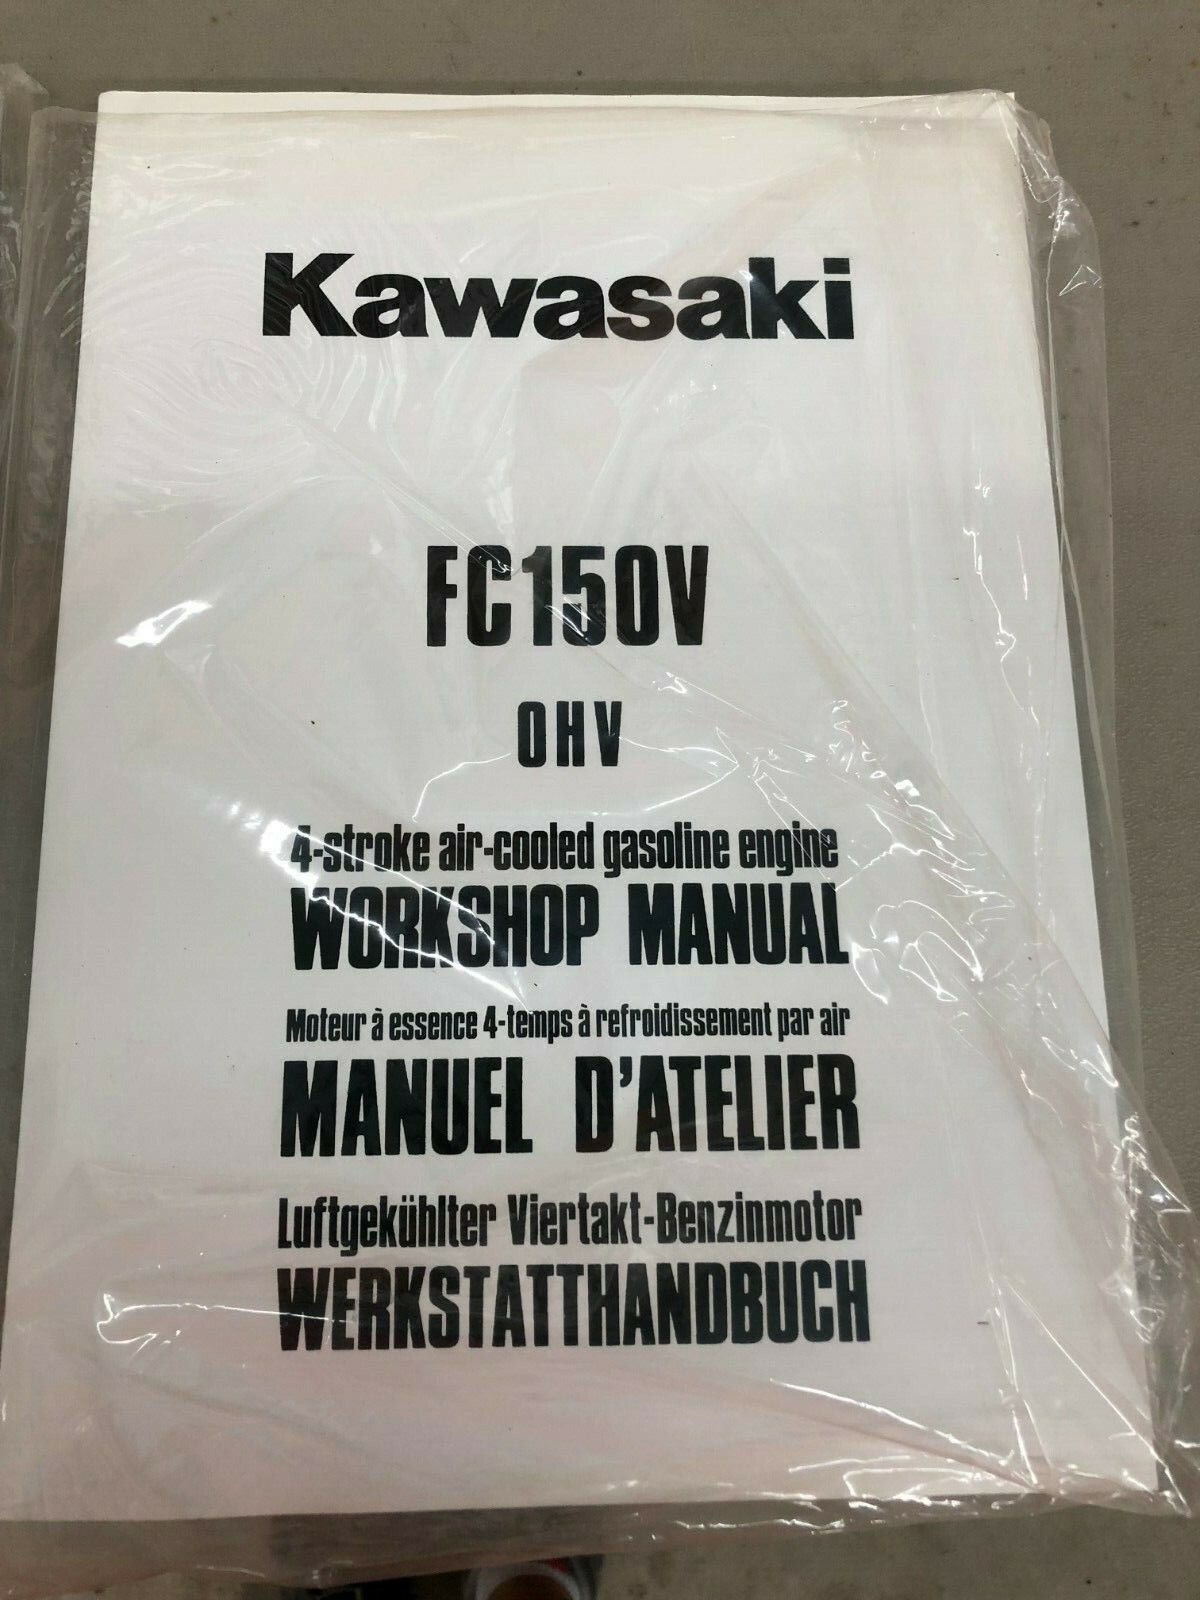 Kawasaki
FC150V
OHV
4-stroke air-cooled gasoline engine
WORKSHOP MANUAL
Moteur à essence 4-temps à refroidissement par air
MANUEL D'ATELIER
Luftgekühlter Viertakt-Benzinmotor
WERKSTATTHANDBUCH